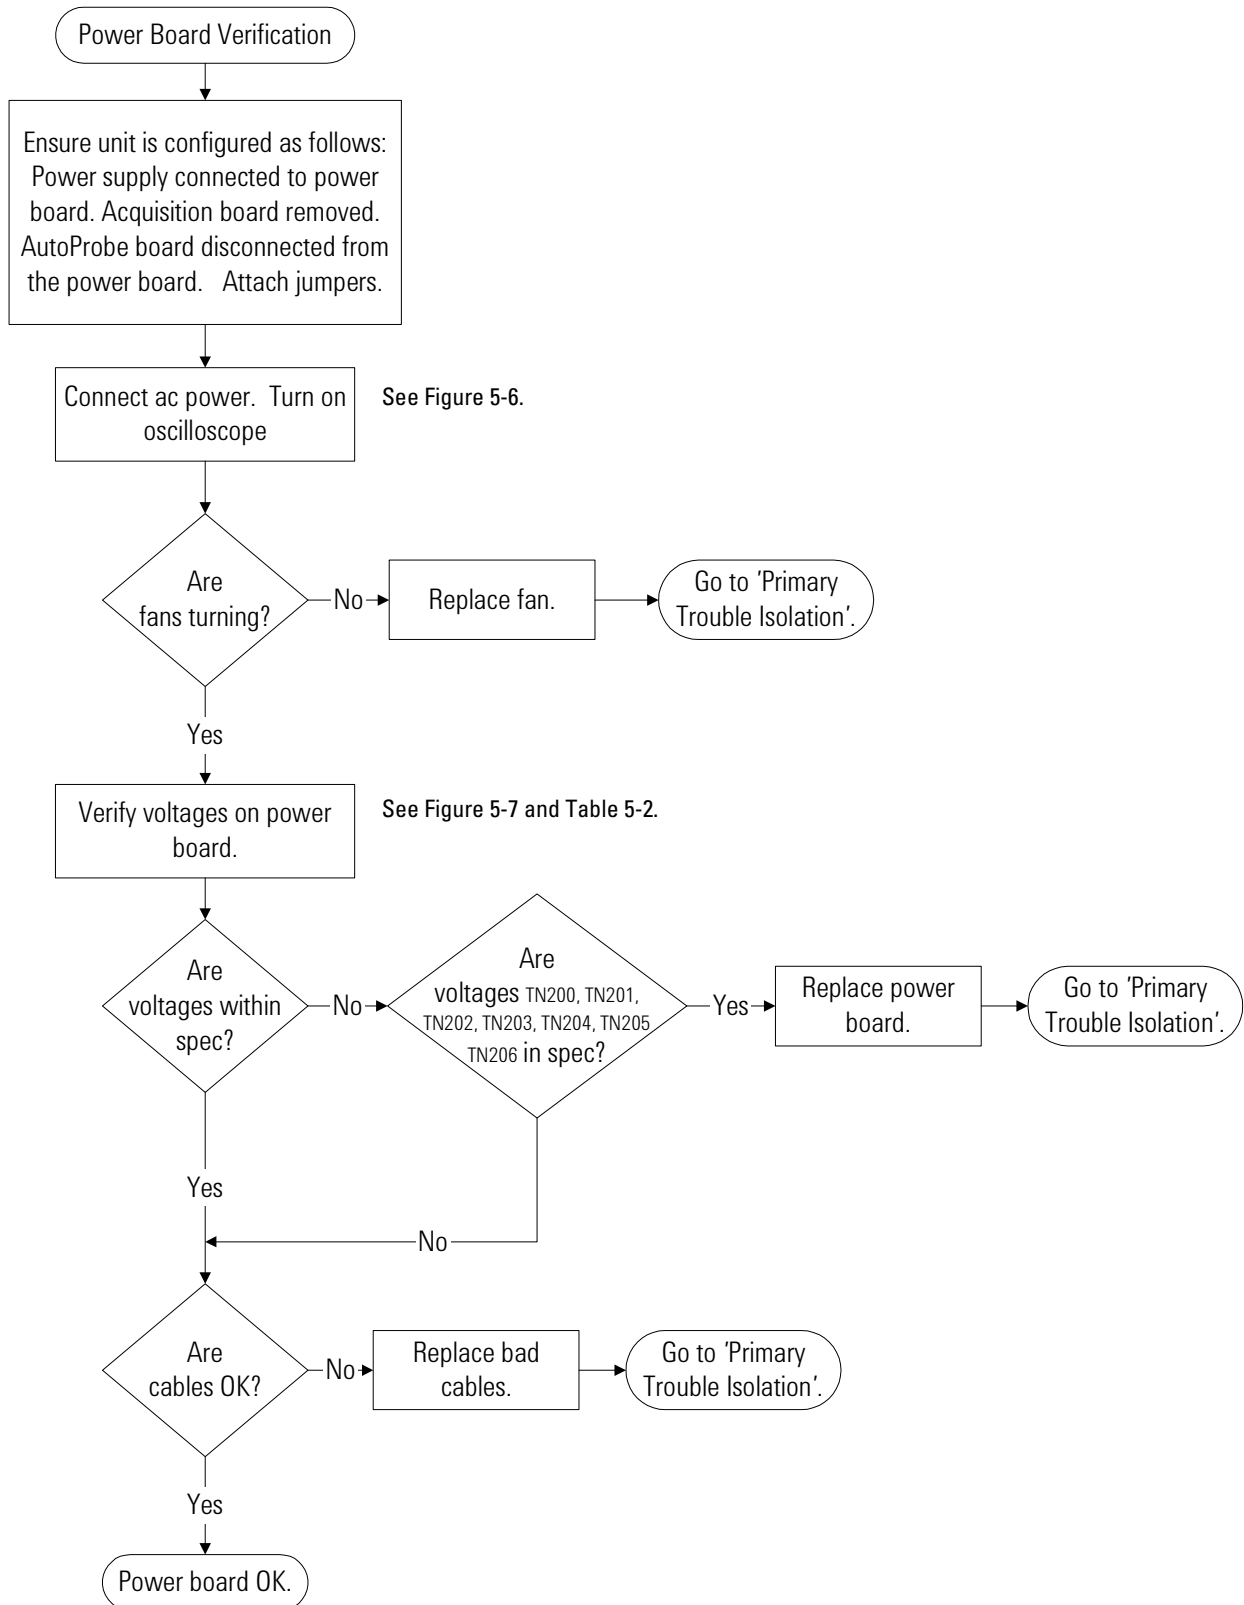 Power Board Verification
Ensure unit is configured as follows:
Power supply connected to power
board. Acquisition board removed.
AutoProbe board disconnected from
the power board.   Attach jumpers.
Connect ac power.  Turn on
oscilloscope
See Figure 5-6.
Are
fans turning?
No
Replace fan.
Go to 'Primary
Trouble Isolation'.
Yes
Verify voltages on power
board.
See Figure 5-7 and Table 5-2.
Are
voltages within
spec?
No
Are
voltages TN200, TN201,
TN202, TN203, TN204, TN205
TN206 in spec?
Yes
Replace power
board.
Go to 'Primary
Trouble Isolation'.
Yes
No
Are
cables OK?
No
Replace bad
cables.
Go to 'Primary
Trouble Isolation'.
Yes
Power board OK.